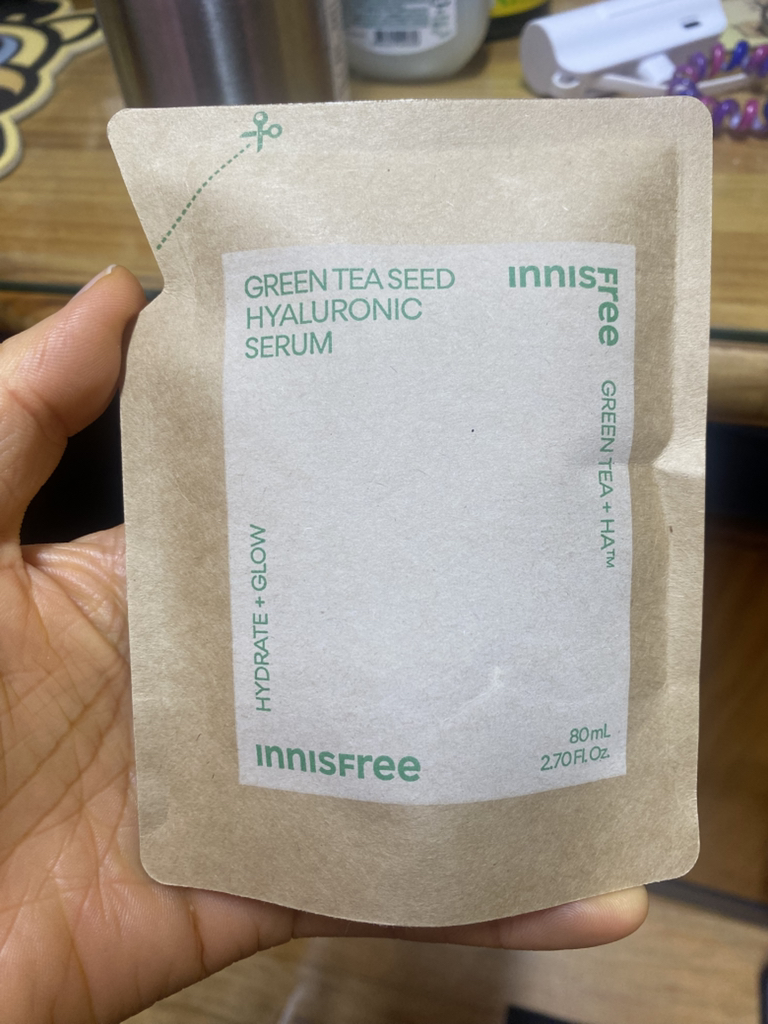 GREEN TEA SEED
HYALURONIC
SERUM
INNISFree
GREEN TEA + HA™
HYDRATE + GLOW
INNISFree
80mL
2.70 Fl. Oz.